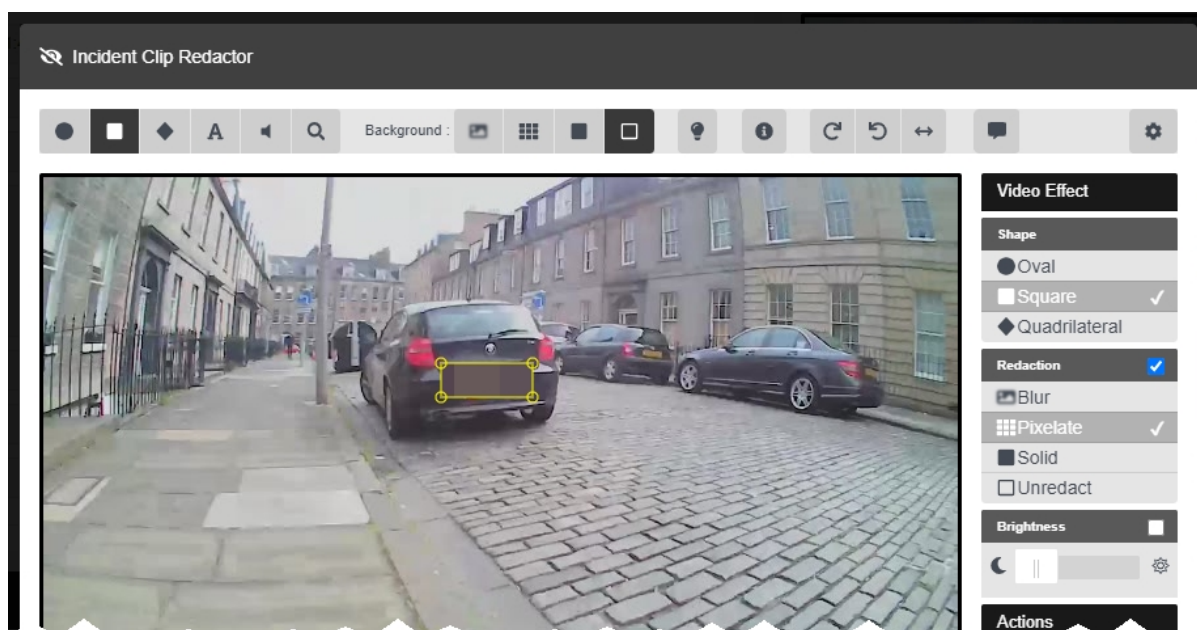 Incident Clip Redactor
A
Background :
Video Effect
Shape
Oval
Square
Quadrilateral
Redaction
Blur
Pixelate
Solid
Unredact
Brightness
Actions